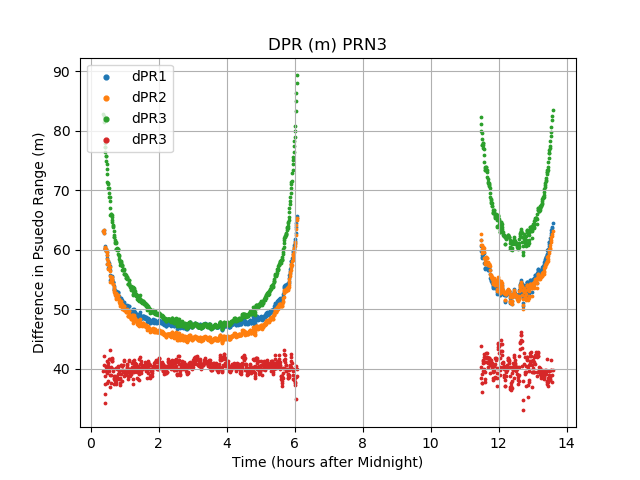 DPR (m) PRN3
dPR1
dPR2
dPR3
dPR3
Difference in Psuedo Range (m)
90
80
70
60
50
40
0 2 4 6 8 10 12 14
Time (hours after Midnight)